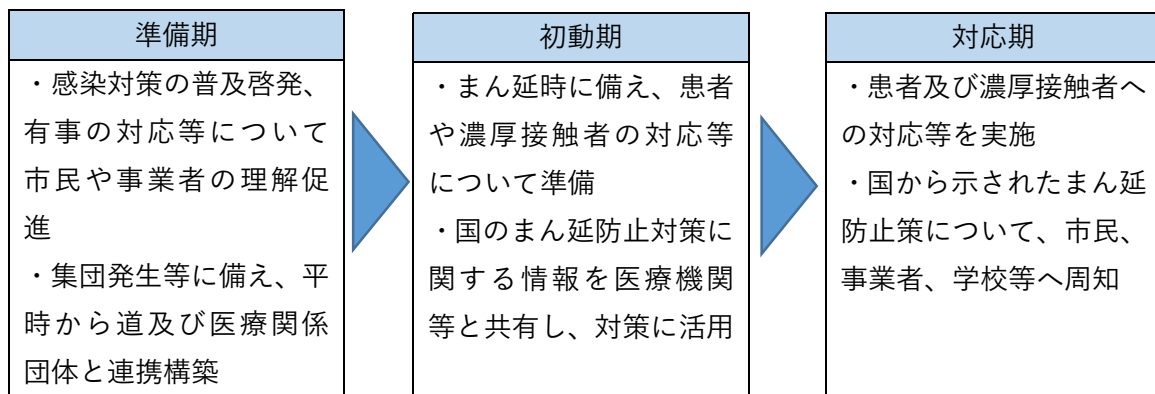 準備期
・感染対策の普及啓発、
有事の対応等について
市民や事業者の理解促
進
・集団発生等に備え、平
時から道及び医療関係
団体と連携構築
初動期
・まん延時に備え、患者
や濃厚接触者の対応等
について準備
・国のまん延防止対策に
関する情報を医療機関
等と共有し、対策に活用
対応期
・患者及び濃厚接触者へ
の対応等を実施
・国から示されたまん延
防止策について、市民、
事業者、学校等へ周知